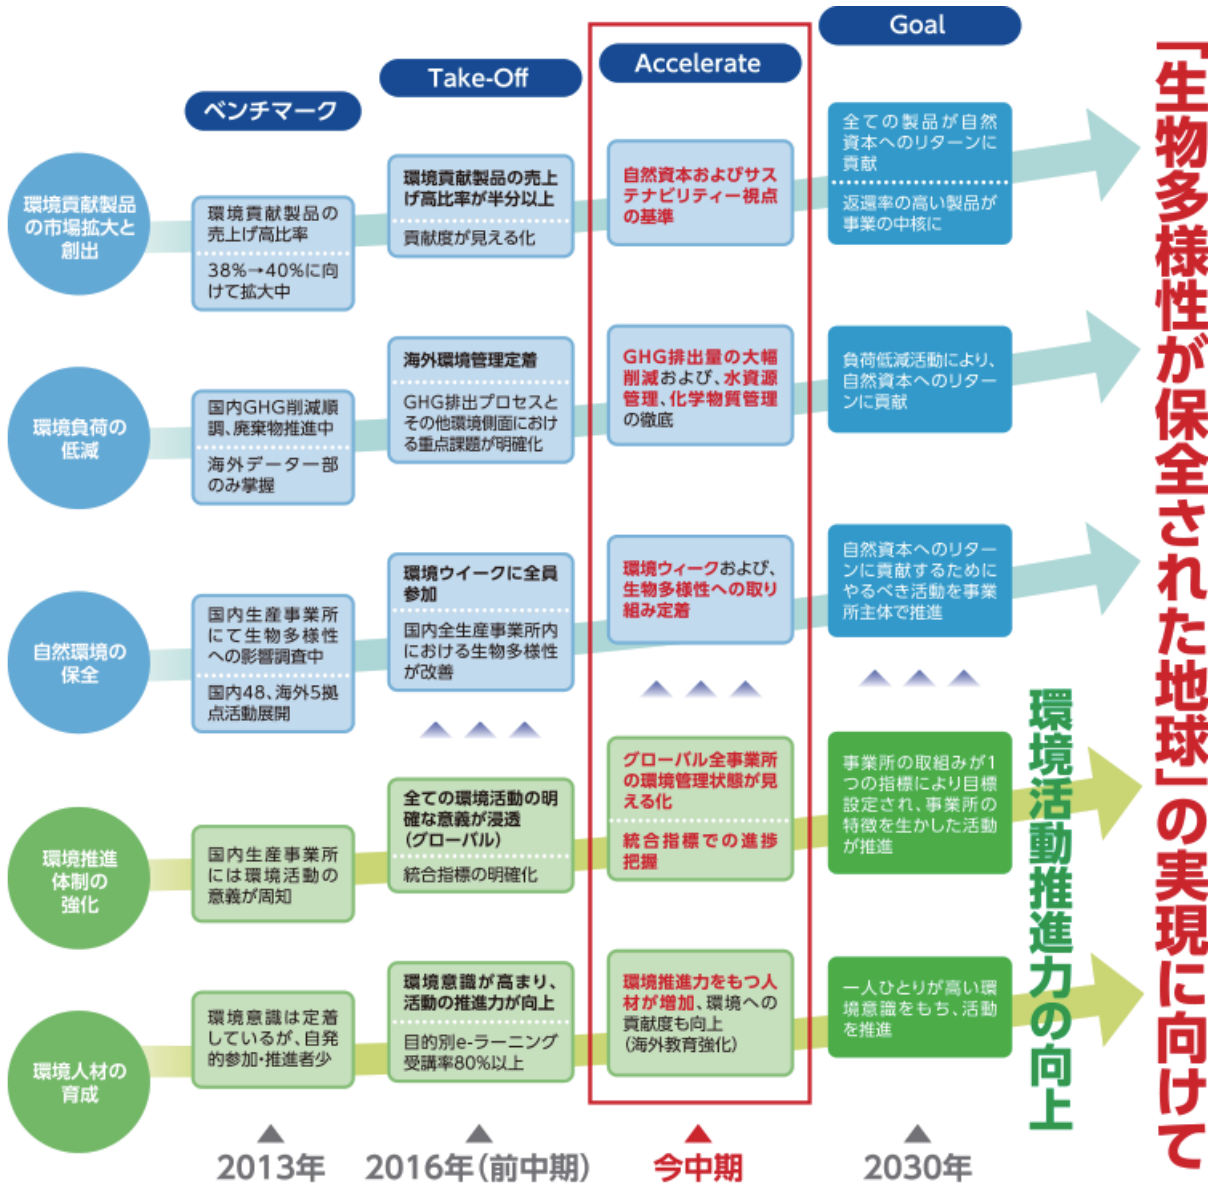 Goal
Accelerate
Take-Off
ベンチマーク
環境貢献製品
の市場拡大と
創出
環境貢献製品の
売上げ高比率
38%→40%に向
けて拡大中
環境貢献製品の売上
げ高比率が半分以上
貢献度が見える化
自然資本およびサス
テナビリティー視点
の基準
全ての製品が自然
資本へのリターンに
貢献
返還率の高い製品が
事業の中核に
環境負荷の
低減
国内GHG削減順
調、廃棄物推進中
海外データー部
のみ掌握
海外環境管理定着
GHG排出プロセスと
その他環境側面におけ
る重点課題が明確化
GHG排出量の大幅
削減および、水資源
管理、化学物質管理
の徹底
負荷低減活動により、
自然資本へのリター
ンに貢献
自然環境の
保全
国内生産事業所
にて生物多様性
への影響調査中
国内48、海外5拠
点活動展開
環境ウイークに全員
参加
国内全生産事業所内
における生物多様性
が改善
環境ウィークおよび、
生物多様性への取り
組み定着
自然資本へのリター
ンに貢献するために
やるべき活動を事業
所主体で推進
環境推進
体制の
強化
国内生産事業所
には環境活動の
意義が周知
全ての環境活動の明
確な意義が浸透
(グローバル)
統合指標の明確化
グローバル全事業所
の環境管理状態が見
える化
統合指標での進捗
把握
事業所の取組みが1
つの指標により目標
設定され、事業所の
特徴を生かした活動
が推進
環境人材の
育成
環境意識は定着
しているが、自発
的参加・推進者少
環境意識が高まり、
活動の推進力が向上
目的別e-ラーニング
受講率80%以上
環境推進力をもつ人
材が増加、環境への
貢献度も向上
(海外教育強化)
一人ひとりが高い環
境意識をもち、活動
を推進
2013年
2016年(前中期)
今中期
2030年
環境活動推進力の向上
「生物多様性が保全された地球」の実現に向けて